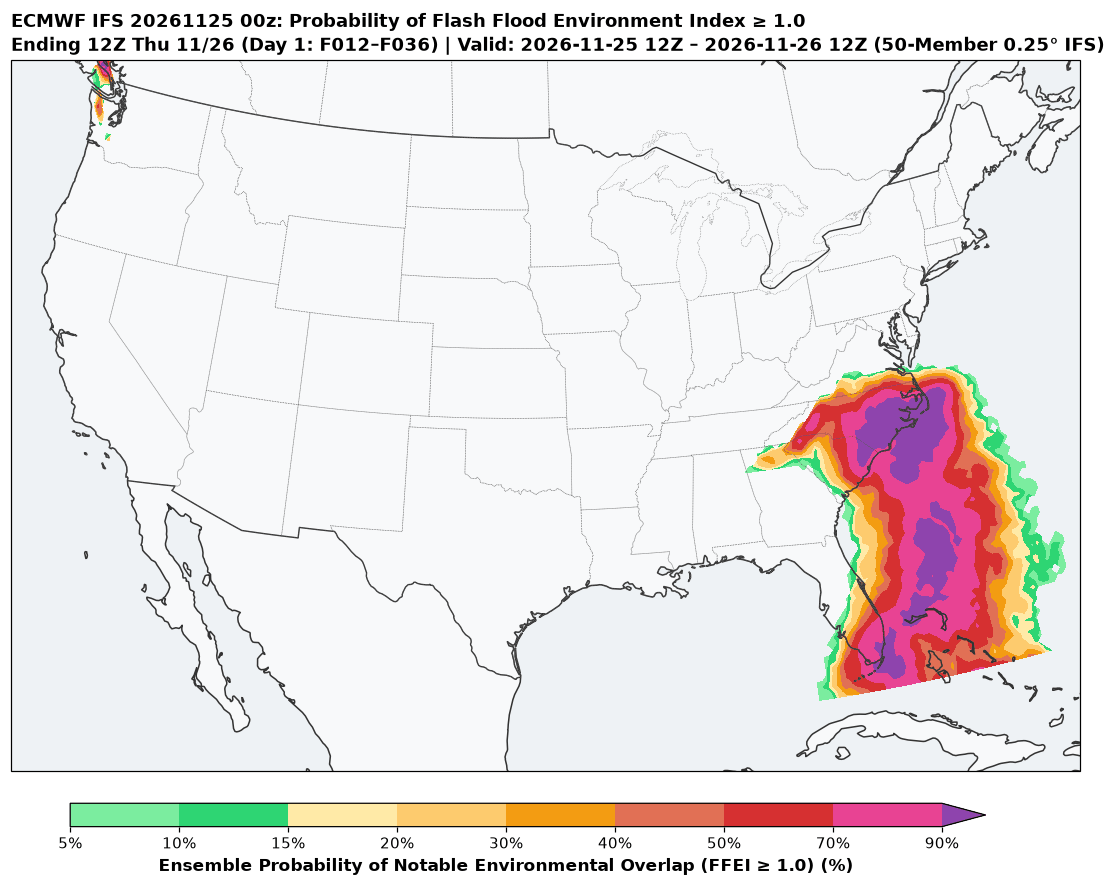 ECMWF IFS 20261125 00z: Probability of Flash Flood Environment Index ≥ 1.0
Ending 12Z Thu 11/26 (Day 1: F012–F036) | Valid: 2026-11-25 12Z – 2026-11-26 12Z (50-Member 0.25° IFS)
5% 10% 15% 20% 30% 40% 50% 70% 90%
Ensemble Probability of Notable Environmental Overlap (FFEI ≥ 1.0) (%)